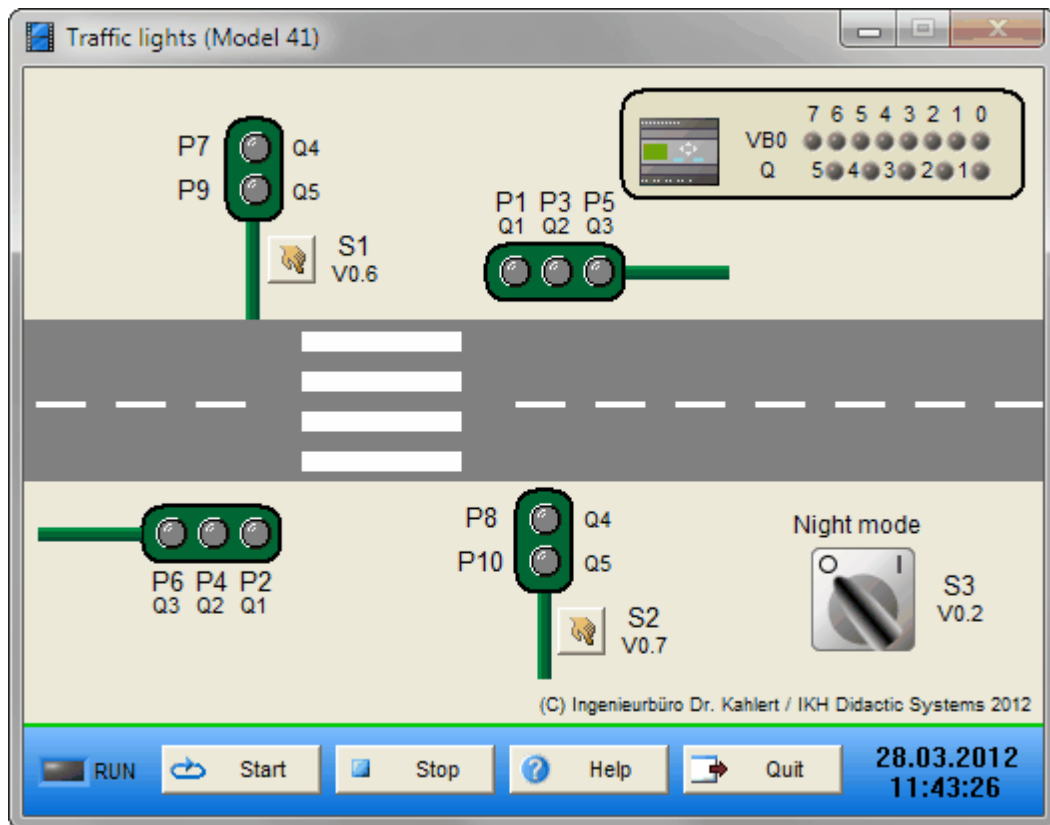 Traffic lights (Model 41)
7 6 5 4 3 2 1 0
VB0
Q 5 4 3 2 1
P7 Q4
P9 Q5
S1
V0.6
P1 P3 P5
Q1 Q2 Q3
P6 P4 P2
Q3 Q2 Q1
P8 Q4
P10 Q5
S2
V0.7
Night mode
O I
S3
V0.2
(C) Ingenieurbüro Dr. Kahlert / IKH Didactic Systems 2012
RUN Start Stop Help Quit
28.03.2012
11:43:26